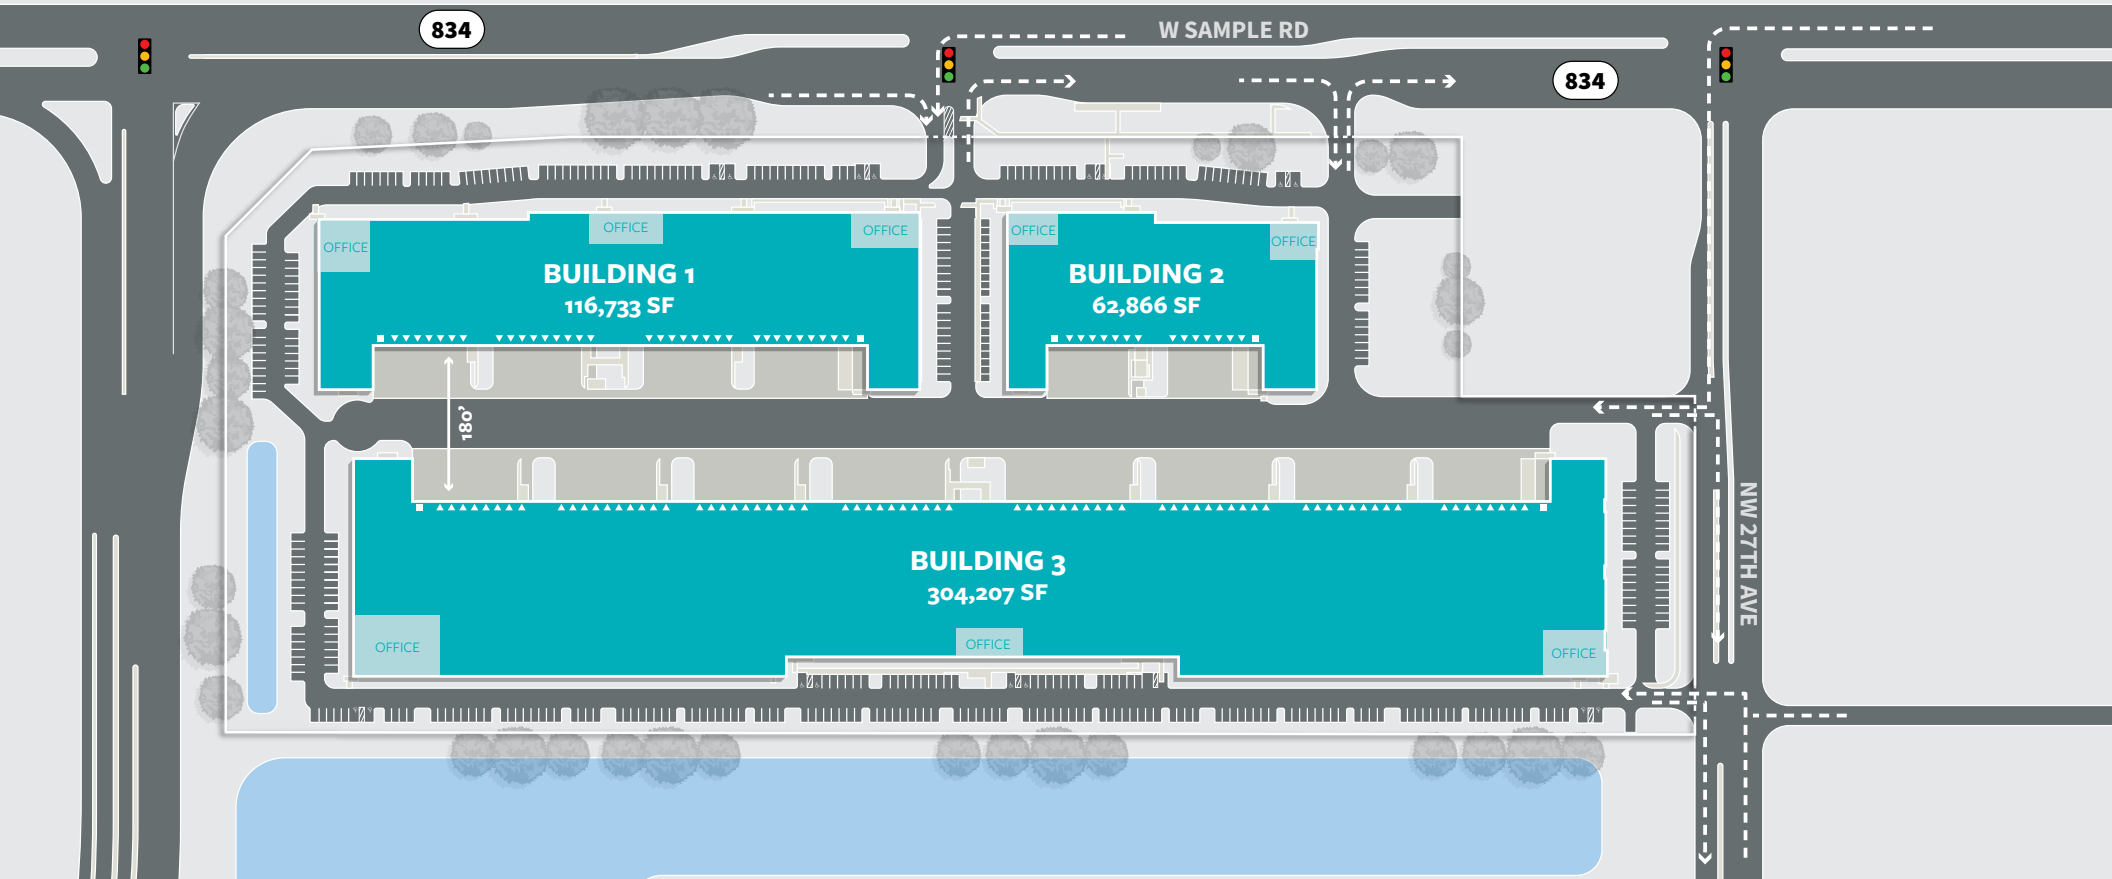 834
W SAMPLE RD
834
OFFICE
OFFICE
OFFICE
OFFICE
OFFICE
BUILDING 1
116,733 SF
BUILDING 2
62,866 SF
180'
NW 27TH AVE
BUILDING 3
304,207 SF
OFFICE
OFFICE
OFFICE